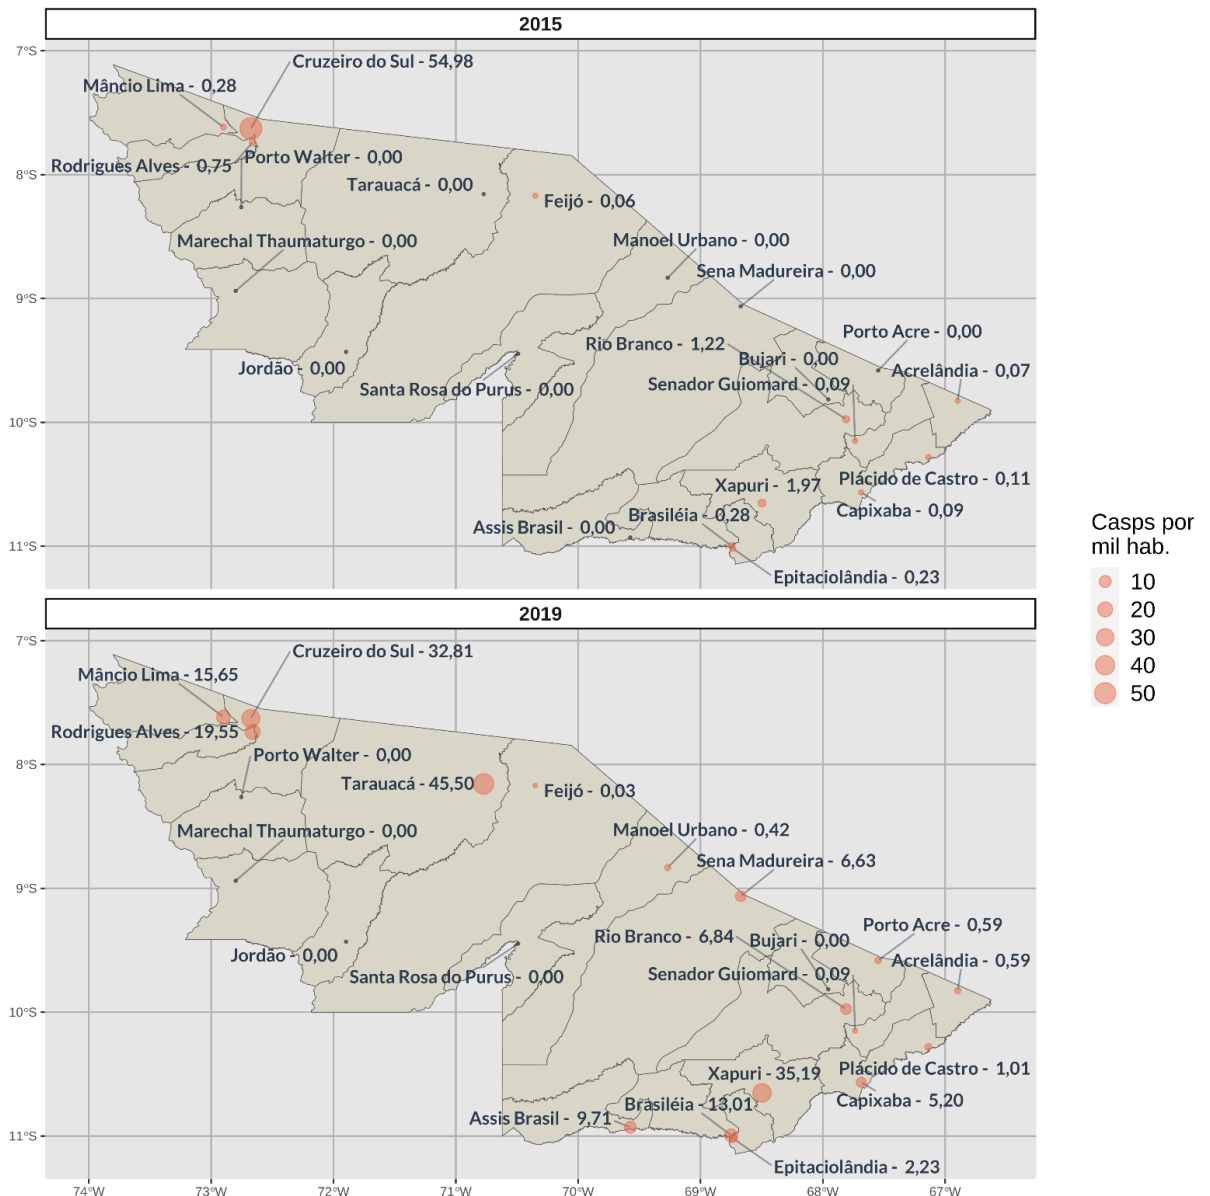 2015
7°S
Cruzeiro do Sul - 54,98
Mâncio Lima - 0,28
Porto Walter - 0,00
Rodrigues Alves - 0,75
8°S
Tarauacá - 0,00
Feijó - 0,06
Marechal Thaumaturgo - 0,00
Manoel Urbano - 0,00
Sena Madureira - 0,00
9°S
Porto Acre - 0,00
Rio Branco - 1,22
Bujari - 0,00
Jordão - 0,00
Acrelândia - 0,07
Santa Rosa do Purus - 0,00
Senador Guiomard - 0,09
10°S
Plácido de Castro - 0,11
Xapuri - 1,97
Capixaba - 0,09
Brasiléia - 0,28
Assis Brasil - 0,00
11°S
Epitaciolândia - 0,23
Casps por
mil hab.
10
20
30
40
50
2019
7°S
Cruzeiro do Sul - 32,81
Mâncio Lima - 15,65
Rodrigues Alves - 19,55
Porto Walter - 0,00
8°S
Tarauacá - 45,50
Feijó - 0,03
Marechal Thaumaturgo - 0,00
Manoel Urbano - 0,42
Sena Madureira - 6,63
9°S
Porto Acre - 0,59
Rio Branco - 6,84
Bujari - 0,00
Jordão - 0,00
Acrelândia - 0,59
Santa Rosa do Purus - 0,00
Senador Guiomard - 0,09
10°S
Plácido de Castro - 1,01
Xapuri - 35,19
Capixaba - 5,20
Brasiléia - 13,01
Assis Brasil - 9,71
11°S
Epitaciolândia - 2,23
74°W
73°W
72°W
71°W
70°W
69°W
68°W
67°W